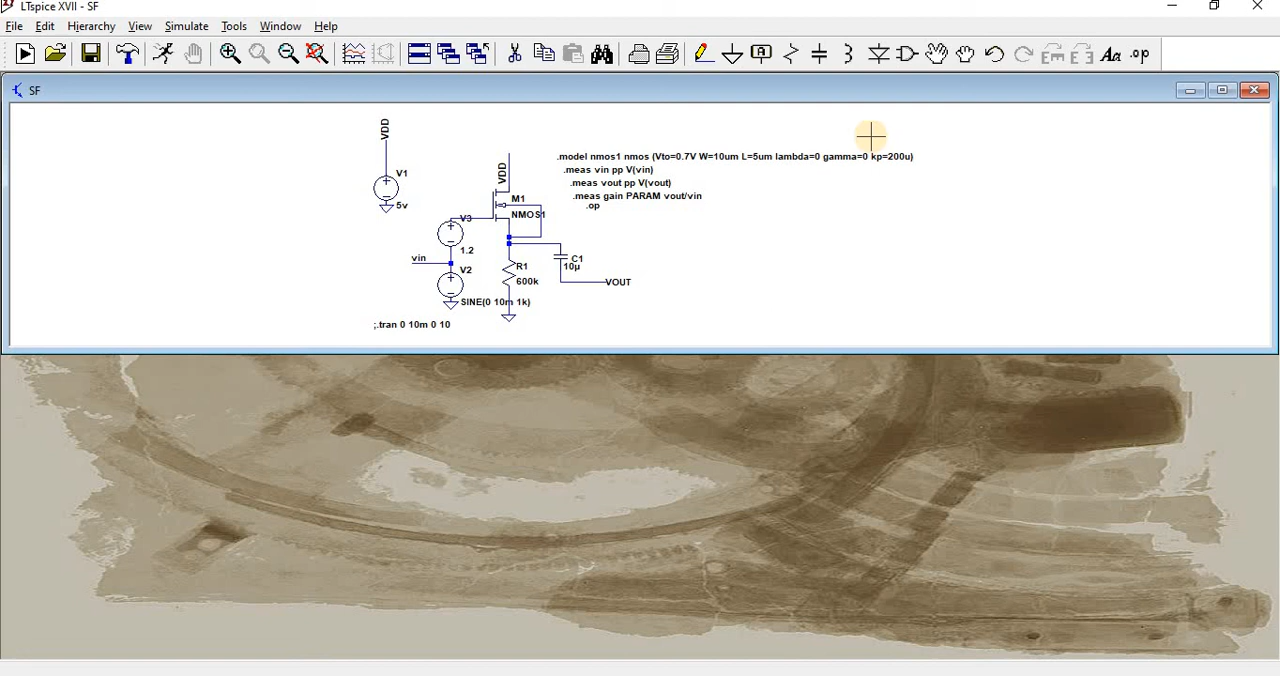 LTspice XVII - SF
File Edit View Hierarchy Simulate Tools Window Help
.op
SF
VDD
V1
5v
VDD
M1
NMOS1
V3
1.2
vin
V2
SINE(0 10m 1k)
R1
600k
C1
10µ
VOUT
;.tran 0 10m 0 10
.model nmos1 nmos (Vto=0.7V W=10um L=5um lambda=0 gamma=0 kp=200u)
.meas vin pp V(vin)
.meas vout pp V(vout)
.meas gain PARAM vout/vin
.op